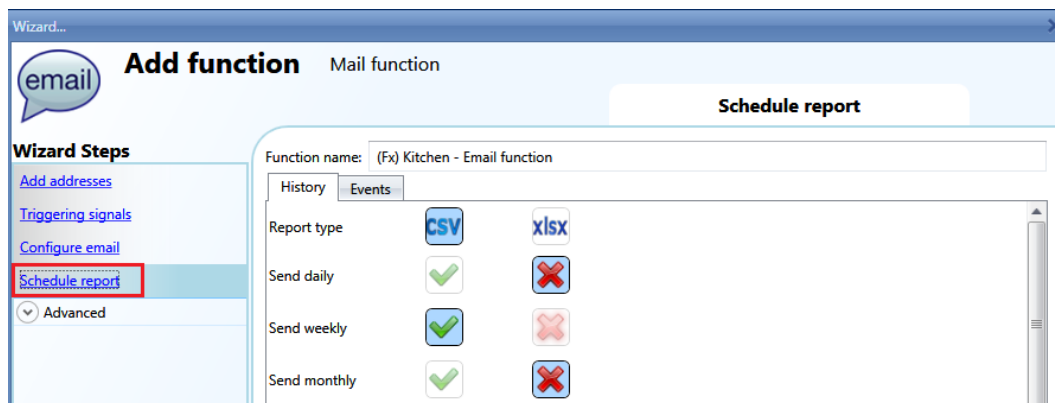 Wizard...
email
Add function Mail function
Schedule report
Wizard Steps
Add addresses
Triggering signals
Configure email
Schedule report
Advanced
Function name: (Fx) Kitchen - Email function
History Events
Report type CSV xlsx
Send daily
Send weekly
Send monthly